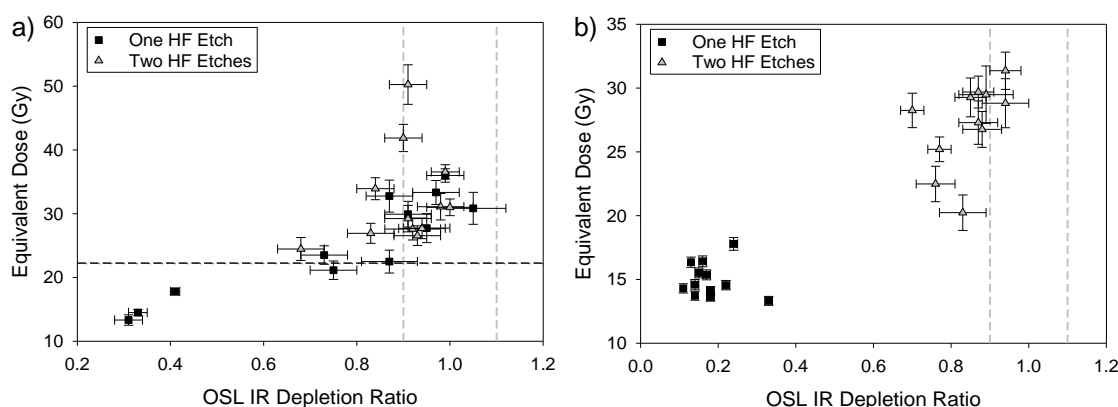 a)
One HF Etch
Two HF Etches
Equivalent Dose (Gy)
60
50
40
30
20
10
0.2 0.4 0.6 0.8 1.0 1.2
OSL IR Depletion Ratio
b)
One HF Etch
Two HF Etches
Equivalent Dose (Gy)
35
30
25
20
15
10
0.0 0.2 0.4 0.6 0.8 1.0 1.2
OSL IR Depletion Ratio